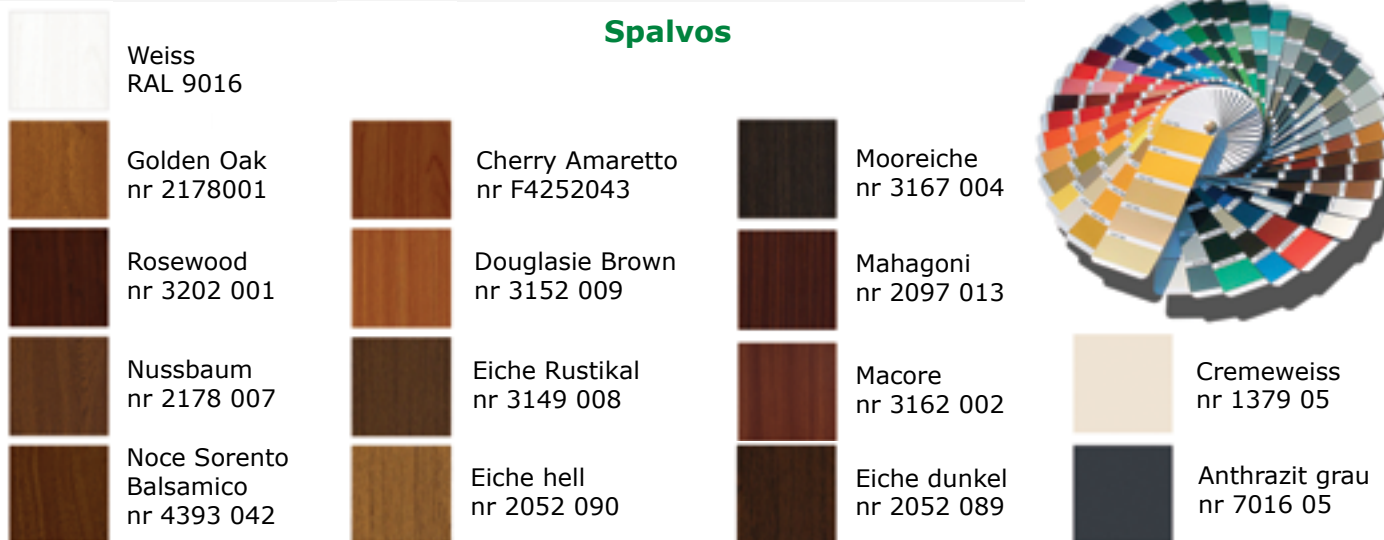 Spalvos
Weiss
RAL 9016
Golden Oak
nr 2178001
Rosewood
nr 3202 001
Nussbaum
nr 2178 007
Noce Sorento
Balsamico
nr 4393 042
Cherry Amaretto
nr F4252043
Douglasie Brown
nr 3152 009
Eiche Rustikal
nr 3149 008
Eiche hell
nr 2052 090
Mooreiche
nr 3167 004
Mahagoni
nr 2097 013
Macore
nr 3162 002
Eiche dunkel
nr 2052 089
Cremeweiss
nr 1379 05
Anthrazit grau
nr 7016 05